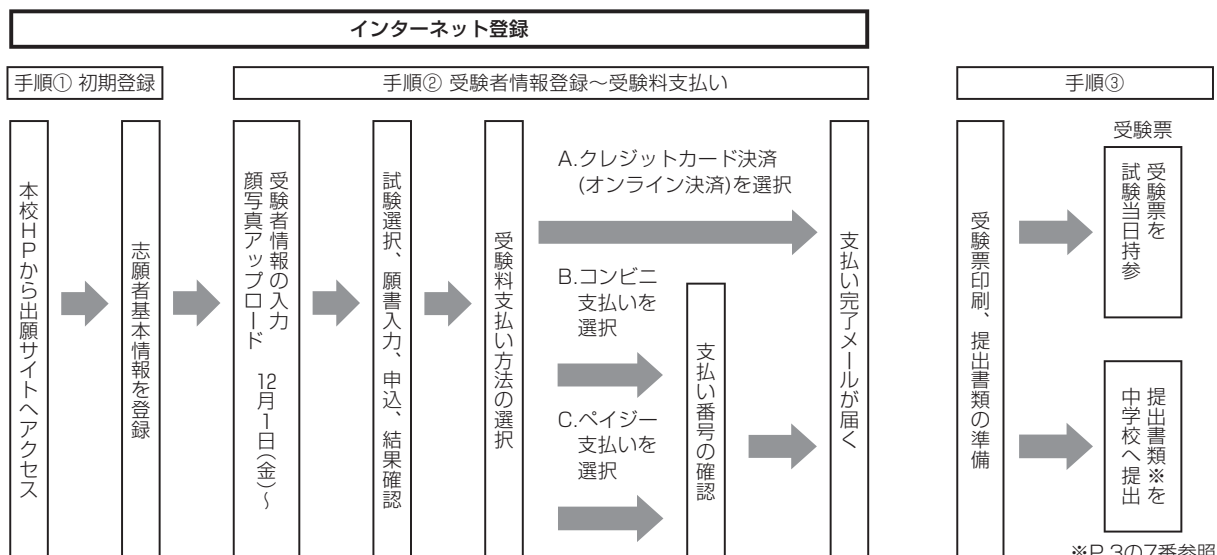 インターネット登録
手順① 初期登録
手順② 受験者情報登録～受験料支払い
手順③
本校HPから出願サイトへアクセス
志願者基本情報を登録
受験者情報の入力
顔写真アップロード 12月1日(金)～
試験選択、願書入力、申込、結果確認
受験料支払い方法の選択
A.クレジットカード決済
(オンライン決済)を選択
B.コンビニ
支払いを
選択
C.ペイジー
支払いを
選択
支払い番号の確認
支払い完了メールが届く
受験票印刷、提出書類の準備
受験票
受験票を
試験当日持参
提出書類※を
中学校へ提出
※P.3の7番参照